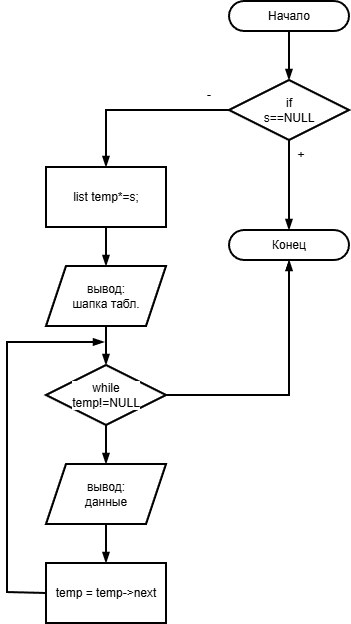 Начало
if
s==NULL
-
+
list temp*=s;
Конец
вывод:
шапка табл.
while
temp!=NULL
вывод:
данные
temp = temp->next